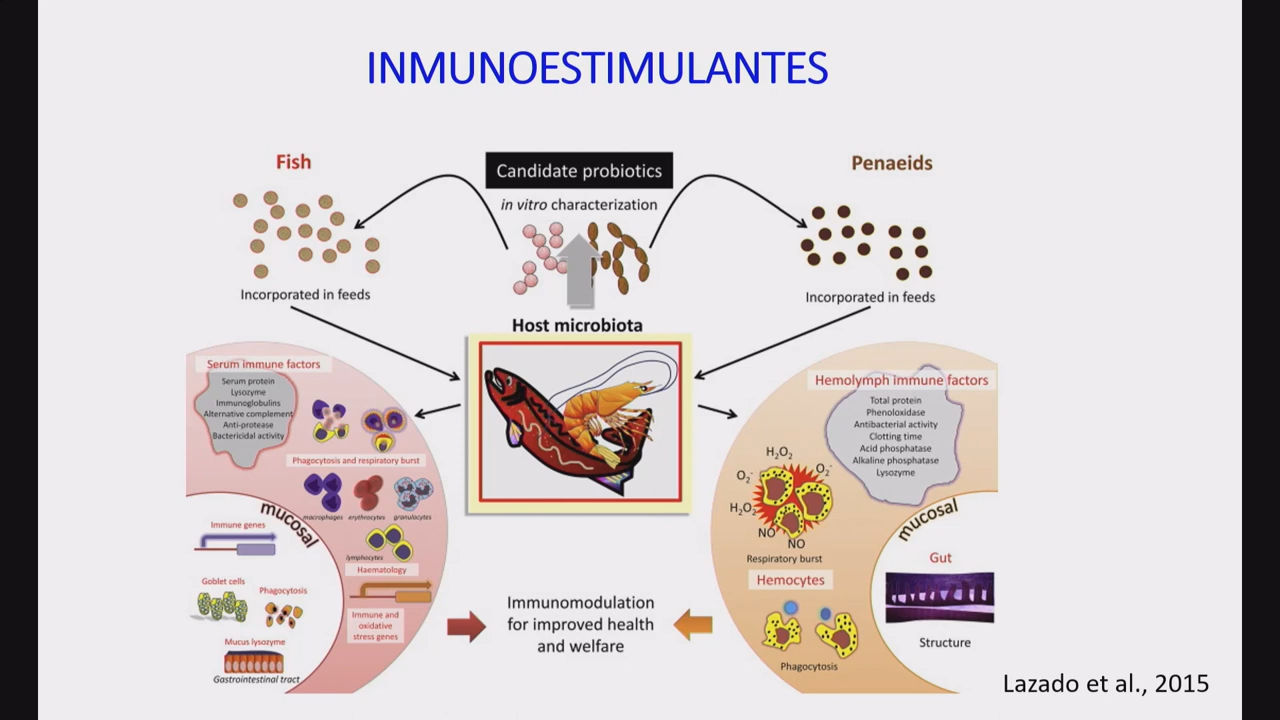 INMUNOESTIMULANTES
Fish
Candidate probiotics
in vitro characterization
Penaeids
Incorporated in feeds
Incorporated in feeds
Host microbiota
Serum immune factors
Serum protein
Lysozyme
Immunoglobulins
Alternative complement
Anti-protease
Bactericidal activity
Phagocytosis and respiratory burst
macrophages
erythrocytes
granulocytes
lymphocytes
Haematology
Immune and
oxidative
stress genes
mucosal
Immune genes
Goblet cells
Phagocytosis
Mucus lysozyme
Gastrointestinal tract
Immunomodulation
for improved health
and welfare
Hemolymph immune factors
Total protein
Phenoloxidase
Antibacterial activity
Clotting time
Acid phosphatase
Alkaline phosphatase
Lysozyme
H₂O₂
O₂⁻
O₂⁻
H₂O₂
NO
NO
Respiratory burst
Hemocytes
Phagocytosis
mucosal
Gut
Structure
Lazado et al., 2015